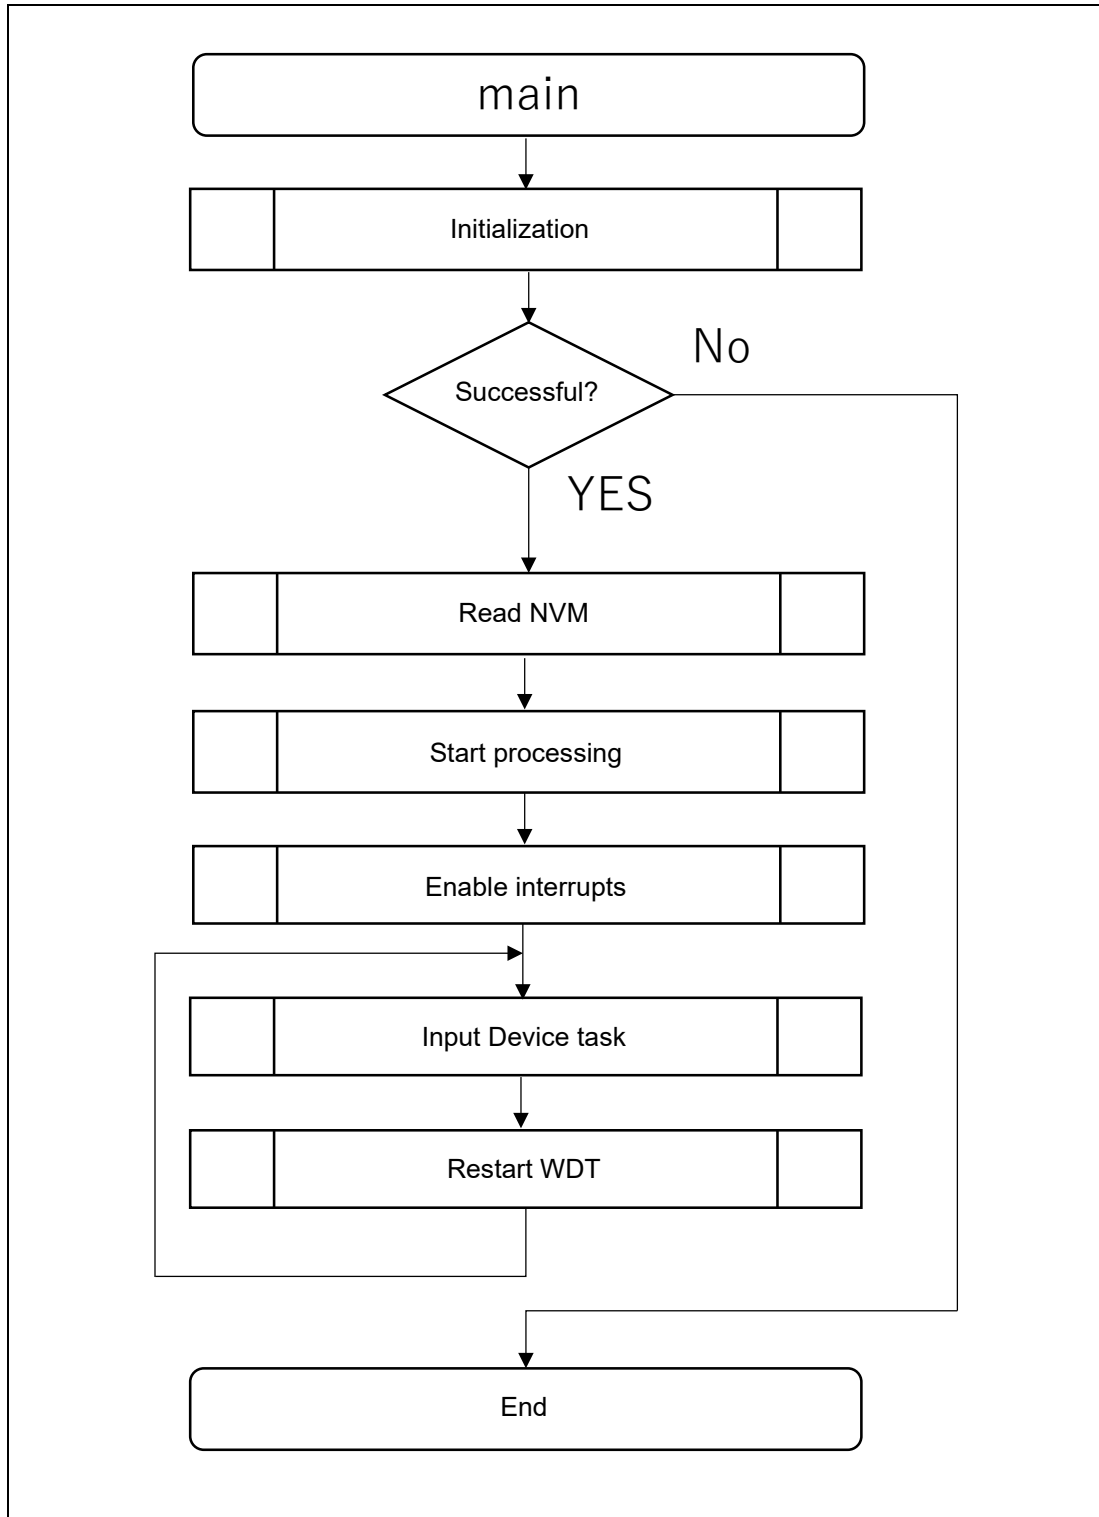 main
Initialization
No
Successful?
YES
Read NVM
Start processing
Enable interrupts
Input Device task
Restart WDT
End